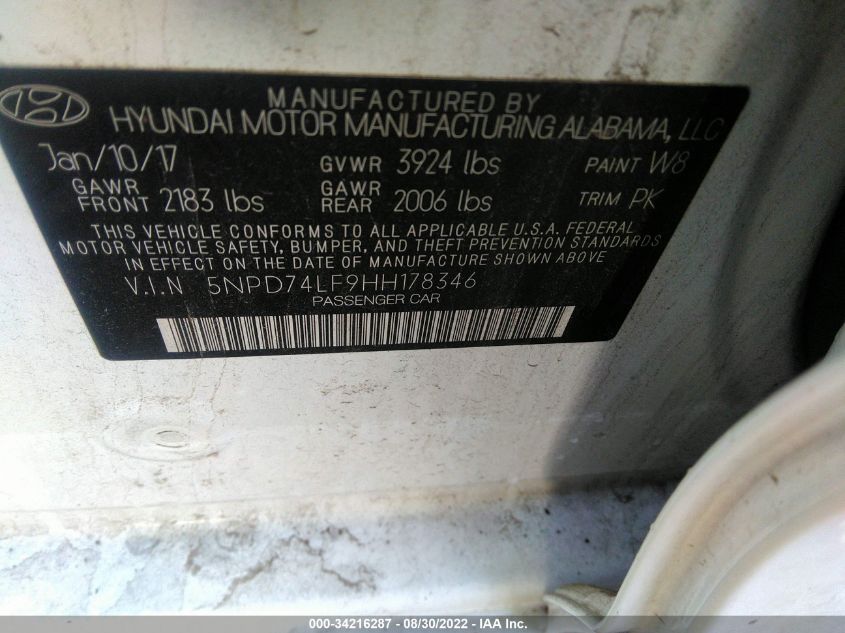 MANUFACTURED BY
HYUNDAI MOTOR MANUFACTURING ALABAMA, LLC
Jan/10/17 GVWR 3924 lbs PAINT W8
GAWR FRONT 2183 lbs GAWR REAR 2006 lbs TRIM PK
THIS VEHICLE CONFORMS TO ALL APPLICABLE U.S.A. FEDERAL
MOTOR VEHICLE SAFETY, BUMPER, AND THEFT PREVENTION STANDARDS
IN EFFECT ON THE DATE OF MANUFACTURE SHOWN ABOVE.
V.I.N 5NPD74LF9HH178346
PASSENGER CAR
000-34216287 - 08/30/2022 - IAA Inc.